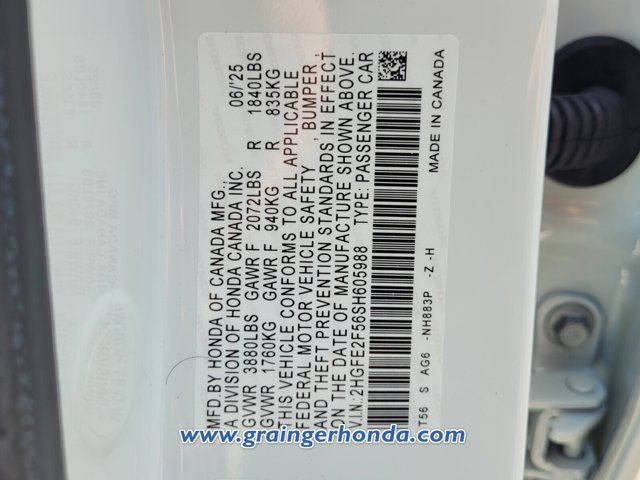 MFD.BY HONDA OF CANADA MFG., 06/'25
A DIVISION OF HONDA CANADA INC.
GVWR 3880LBS GAWR F 2072LBS R 1840LBS
GVWR 1760KG GAWR F 940KG R 835KG
THIS VEHICLE CONFORMS TO ALL APPLICABLE
FEDERAL MOTOR VEHICLE SAFETY , BUMPER ,
AND THEFT PREVENTION STANDARDS IN EFFECT
ON THE DATE OF MANUFACTURE SHOWN ABOVE.
V.I.N.:2HGFE2F56SH605988 TYPE: PASSENGER CAR
T56 S AG6 -NH883P -Z -H MADE IN CANADA
www.graingerhonda.com